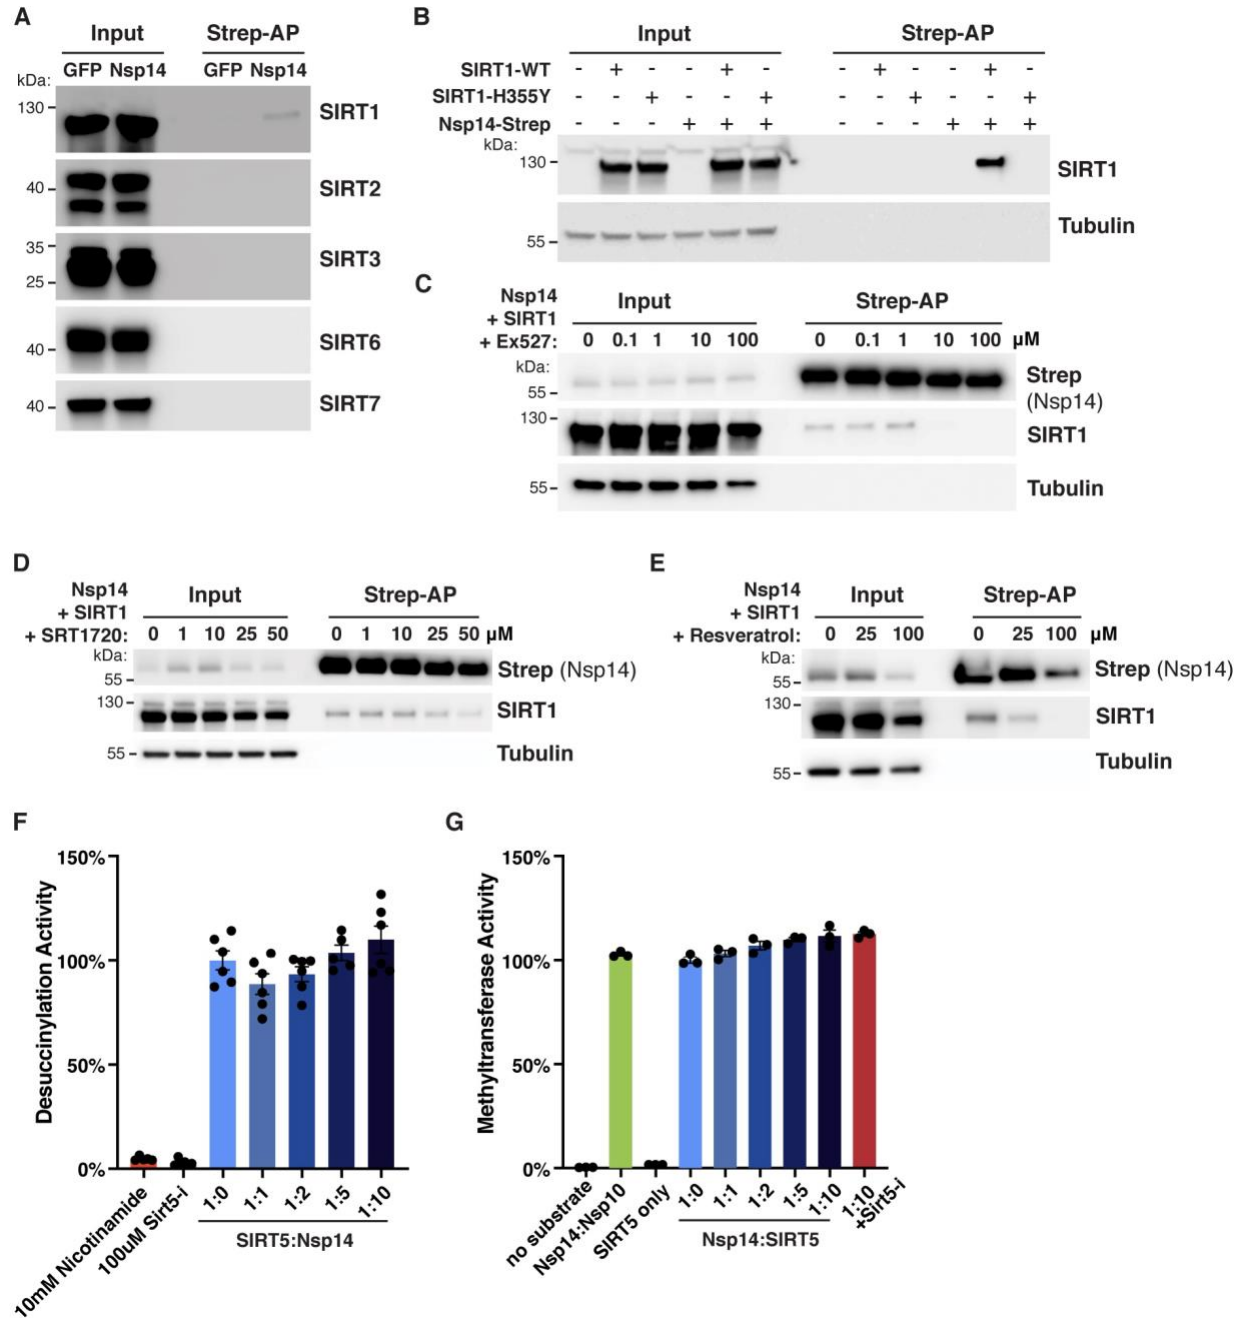 A
Input Strep-AP
kDa: GFP Nsp14 GFP Nsp14
130 SIRT1
40 SIRT2
35
25 SIRT3
40 SIRT6
40 SIRT7
B
Input Strep-AP
SIRT1-WT - + - - + - - + - - + -
SIRT1-H355Y - - + - - + - - + - - +
Nsp14-Strep - - - + + + - - - + + +
kDa:
130 SIRT1
55 Tubulin
C
Nsp14
+ SIRT1
+ Ex527:
Input Strep-AP
0 0.1 1 10 100 0 0.1 1 10 100 µM
kDa:
55 Strep
(Nsp14)
130 SIRT1
55 Tubulin
D
Nsp14
+ SIRT1
+ SRT1720:
Input Strep-AP
0 1 10 25 50 0 1 10 25 50 µM
kDa:
55 Strep (Nsp14)
130 SIRT1
55 Tubulin
E
Nsp14
+ SIRT1
+ Resveratrol:
Input Strep-AP
0 25 100 0 25 100 µM
kDa:
55 Strep (Nsp14)
130 SIRT1
55 Tubulin
F
Desuccinylation Activity
150%
100%
50%
0%
10mM Nicotinamide
100uM Sirt5-i
1:0 1:1 1:2 1:5 1:10
SIRT5:Nsp14
G
Methyltransferase Activity
150%
100%
50%
0%
no substrate
Nsp14:Nsp10
SIRT5 only
1:0 1:1 1:2 1:5 1:10
Nsp14:SIRT5
1:10
+Sirt5-i